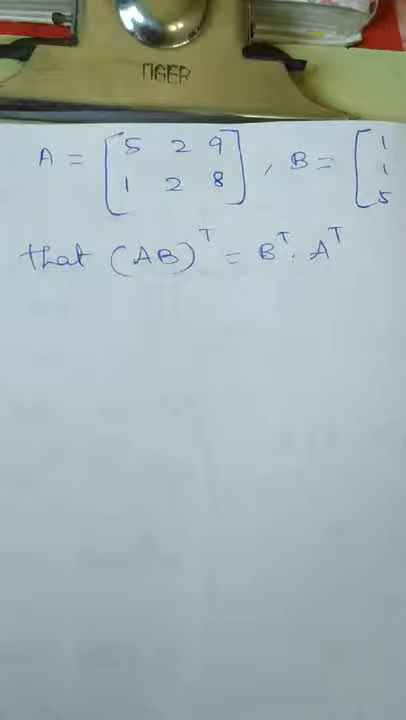 TIGER
A = [ 5 2 9
1 2 8 ] , B = [ 1
1
5
that (AB)ᵀ = Bᵀ. Aᵀ